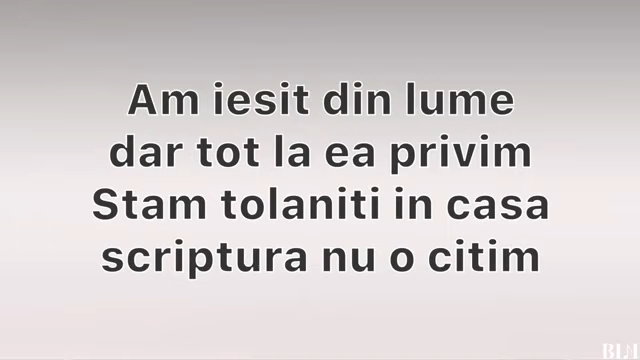 Am iesit din lume
dar tot la ea privim
Stam tolaniti in casa
scriptura nu o citim